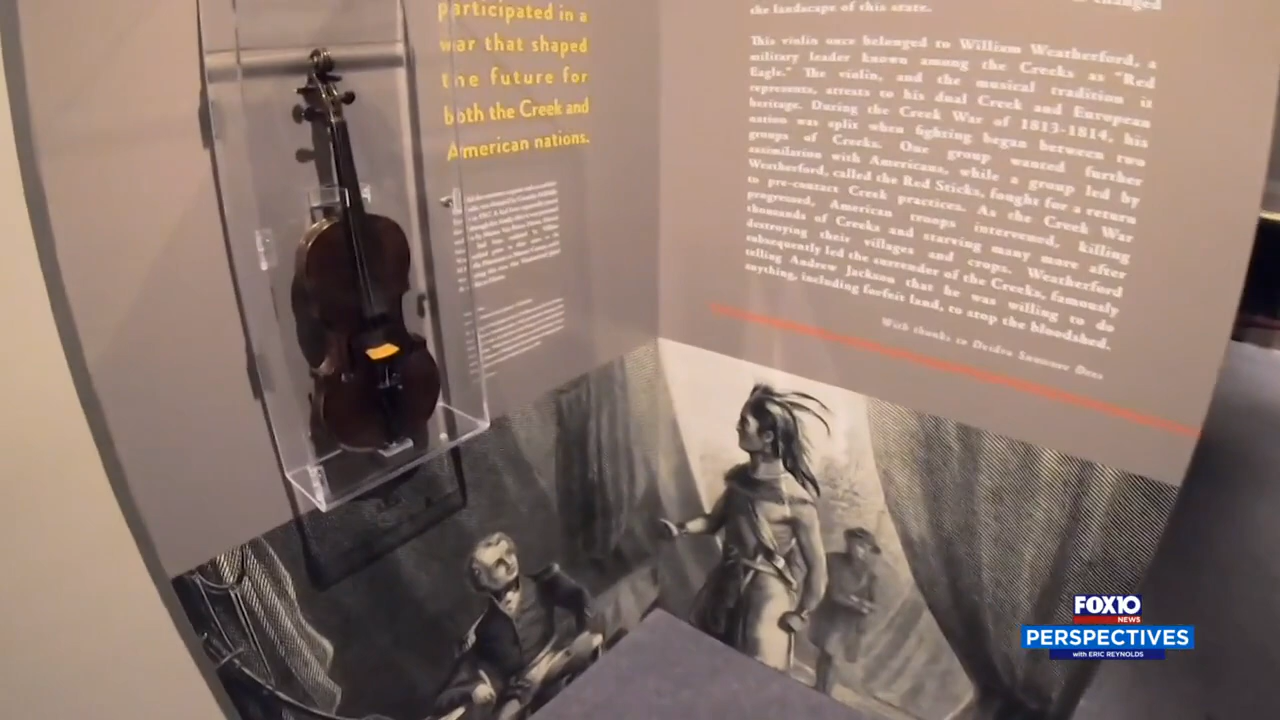 participated in a
war that shaped
the future for
both the Creek and
American nations.
changed
the landscape of this state.
This violin once belonged to William Weatherford, a
military leader known among the Creeks as "Red
Eagle." The violin, and the musical tradition it
represents, attests to his dual Creek and European
heritage. During the Creek War of 1813-1814, his
nation was split when fighting began between two
groups of Creeks. One group wanted further
assimilation with Americans, while a group led by
Weatherford, called the Red Sticks, fought for a return
to pre-contact Creek practices. As the Creek War
progressed, American troops intervened, killing
thousands of Creeks and starving many more after
destroying their villages and crops. Weatherford
subsequently led the surrender of the Creeks, famously
telling Andrew Jackson that he was willing to do
anything, including forfeit land, to stop the bloodshed.
With thanks to Deidra Suwanee Dees
FOX10
NEWS
PERSPECTIVES
with ERIC REYNOLDS